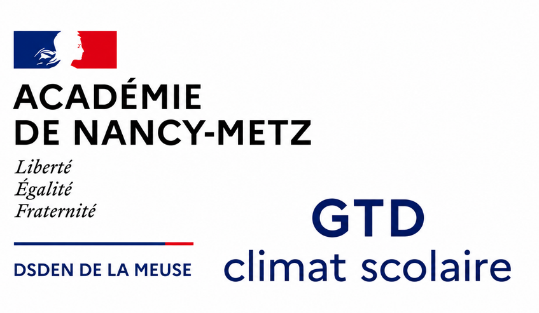 ACADÉMIE
DE NANCY-METZ
Liberté
Égalité
Fraternité
DSDEN DE LA MEUSE
GTD
climat scolaire